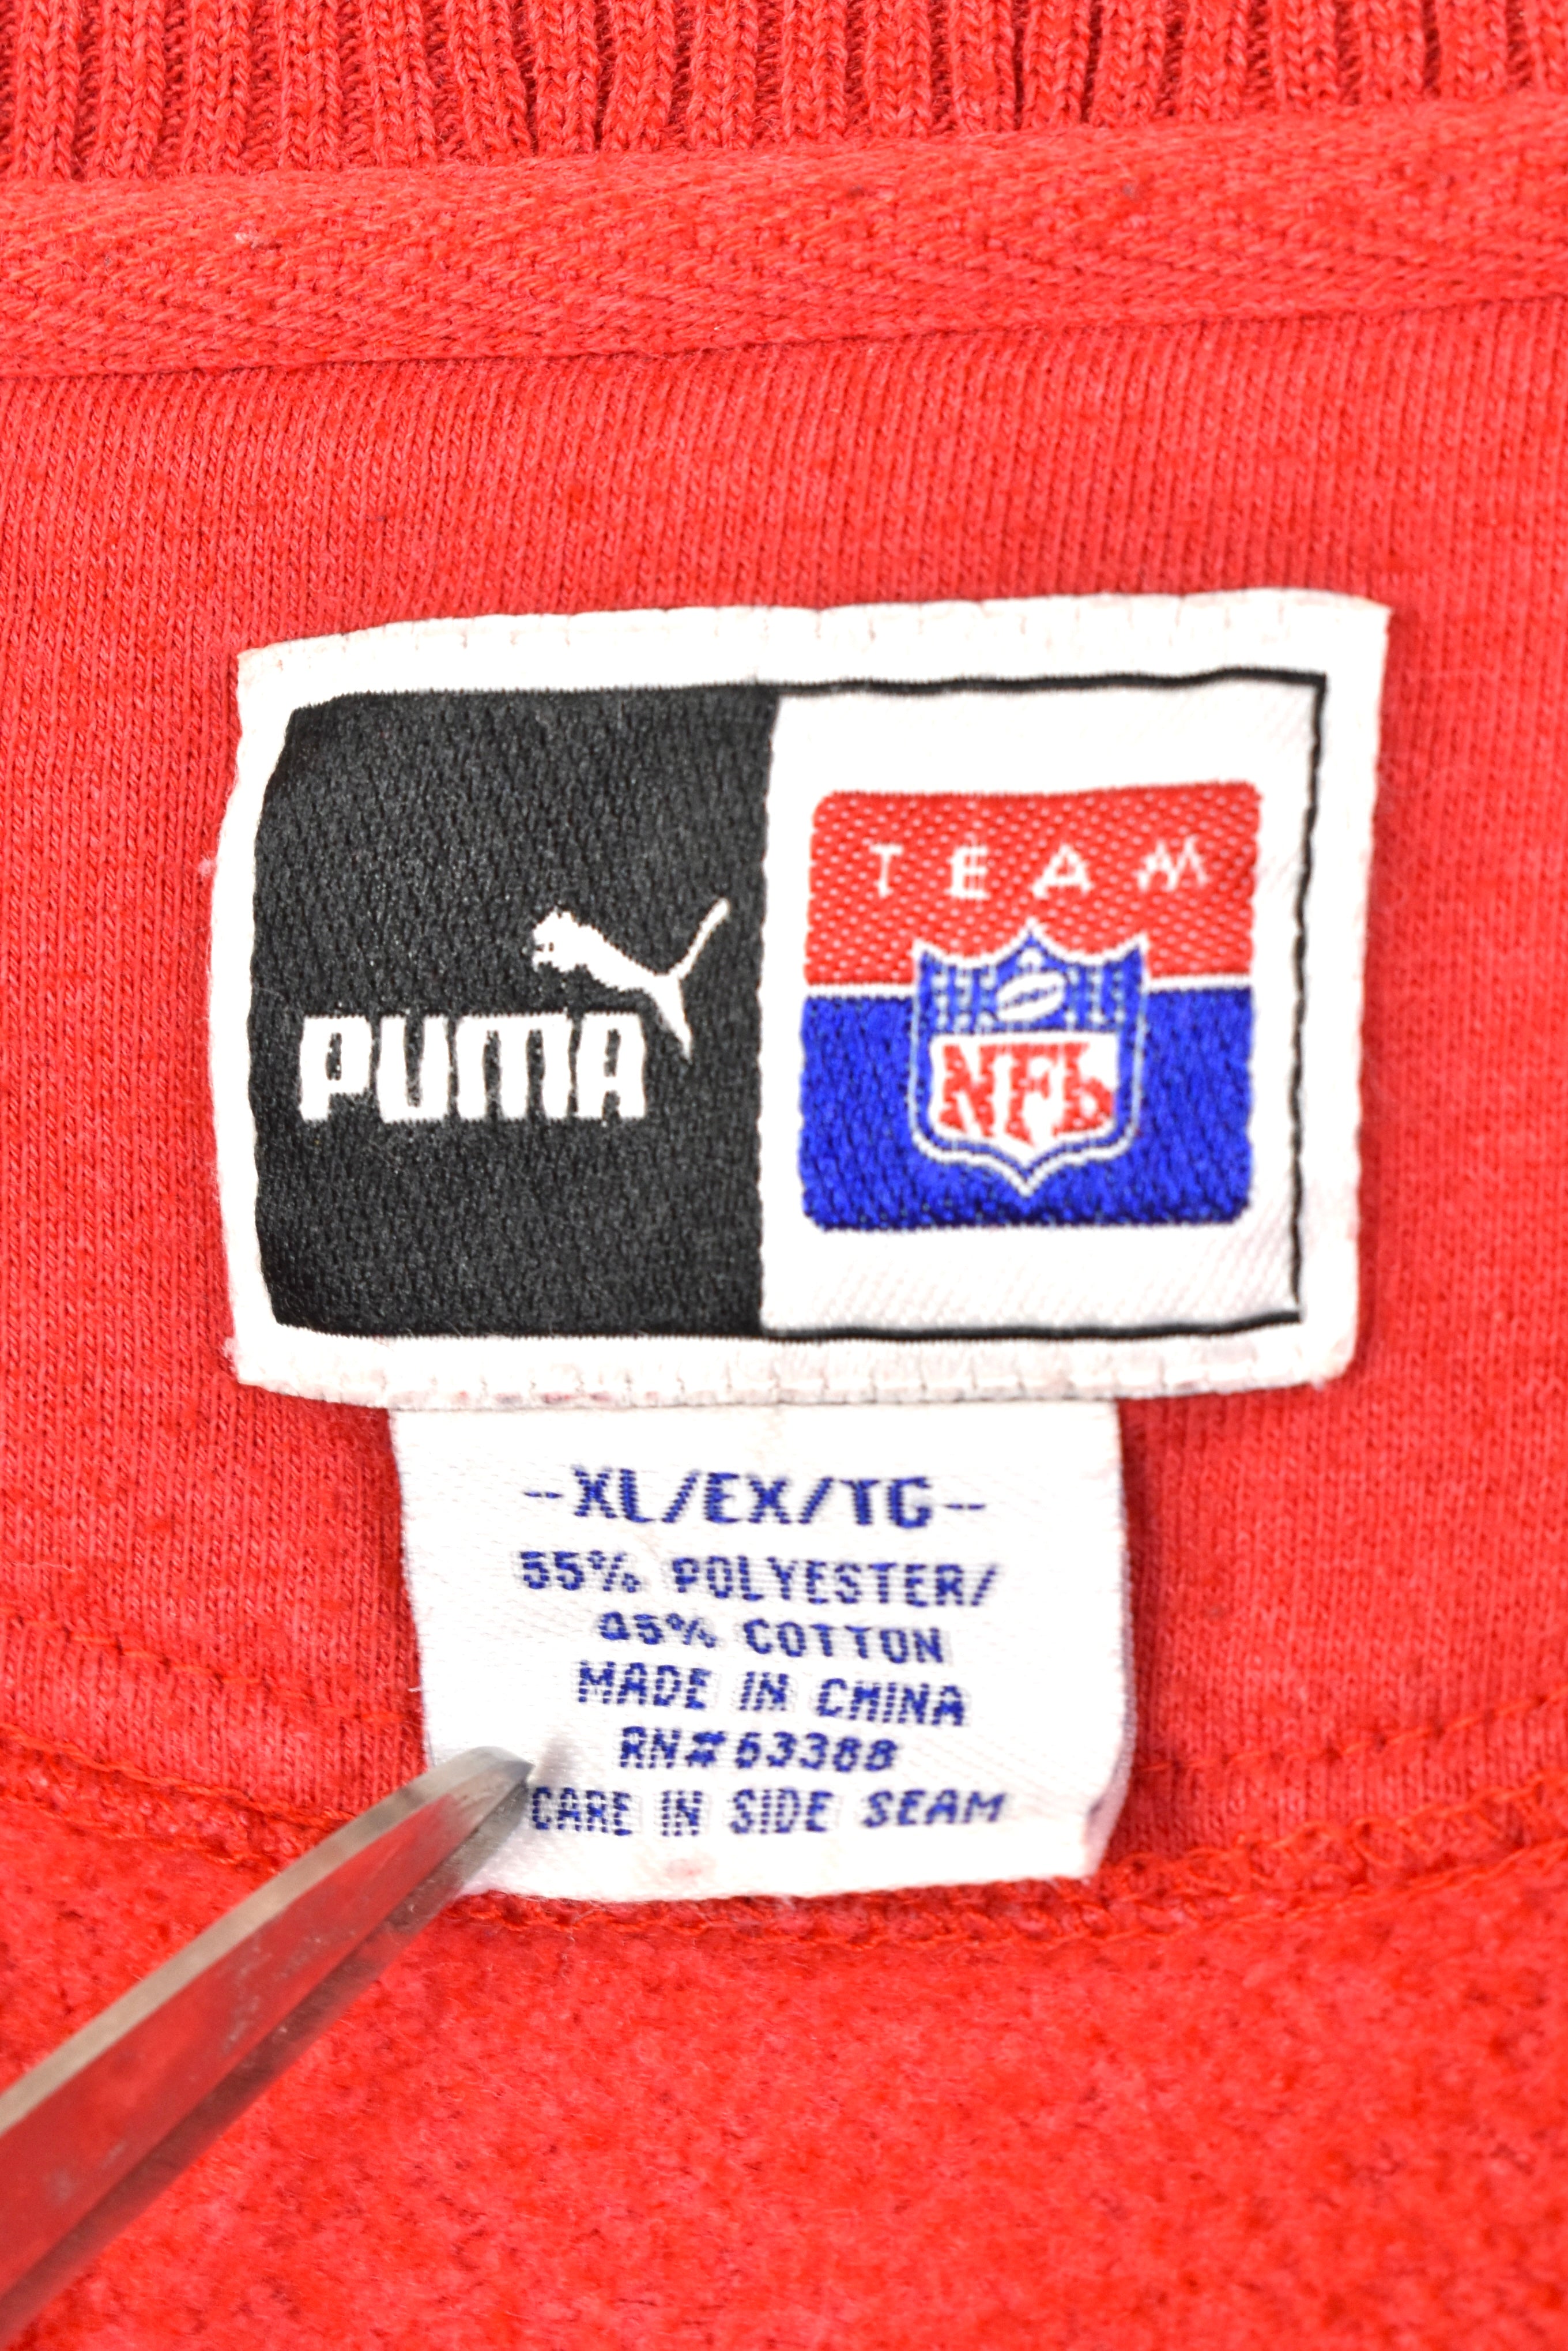 PUMA
TEAM
NFL
-XL/EX/TG-
55% POLYESTER/
45% COTTON
MADE IN CHINA
RN#63388
CARE IN SIDE SEAM